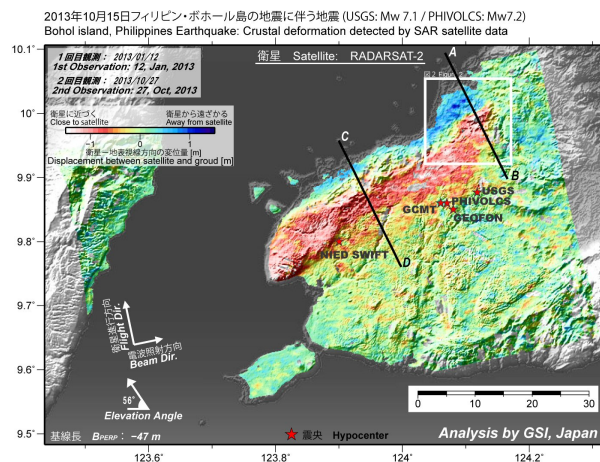 2013年10月15日フィリピン・ボホール島の地震に伴う地震 (USGS: Mw 7.1 / PHIVOLCS: Mw7.2)
Bohol island, Philippines Earthquake: Crustal deformation detected by SAR satellite data
10.1°
10°
9.9°
9.8°
9.7°
9.6°
9.5°
1回目観測： 2013/01/12
1st Observation: 12, Jan, 2013
2回目観測： 2013/10/27
2nd Observation: 27, Oct, 2013
衛星 Satellite: RADARSAT-2
衛星に近づく 衛星から遠ざかる
Close to satellite Away from satellite
-1 0 1
衛星－地表視線方向の変位量 [m]
Displacement between satellite and groud [m]
図 2 Figure 2
A
B
C
D
USGS
PHIVOLCS
GCMT
GEOFON
NIED SWIFT
衛星進行方向
Flight Dir.
電波照射方向
Beam Dir.
56°
Elevation Angle
0 10 20 30
基線長 BPERP： −47 m
震央 Hypocenter
Analysis by GSI, Japan
123.6° 123.8° 124° 124.2°